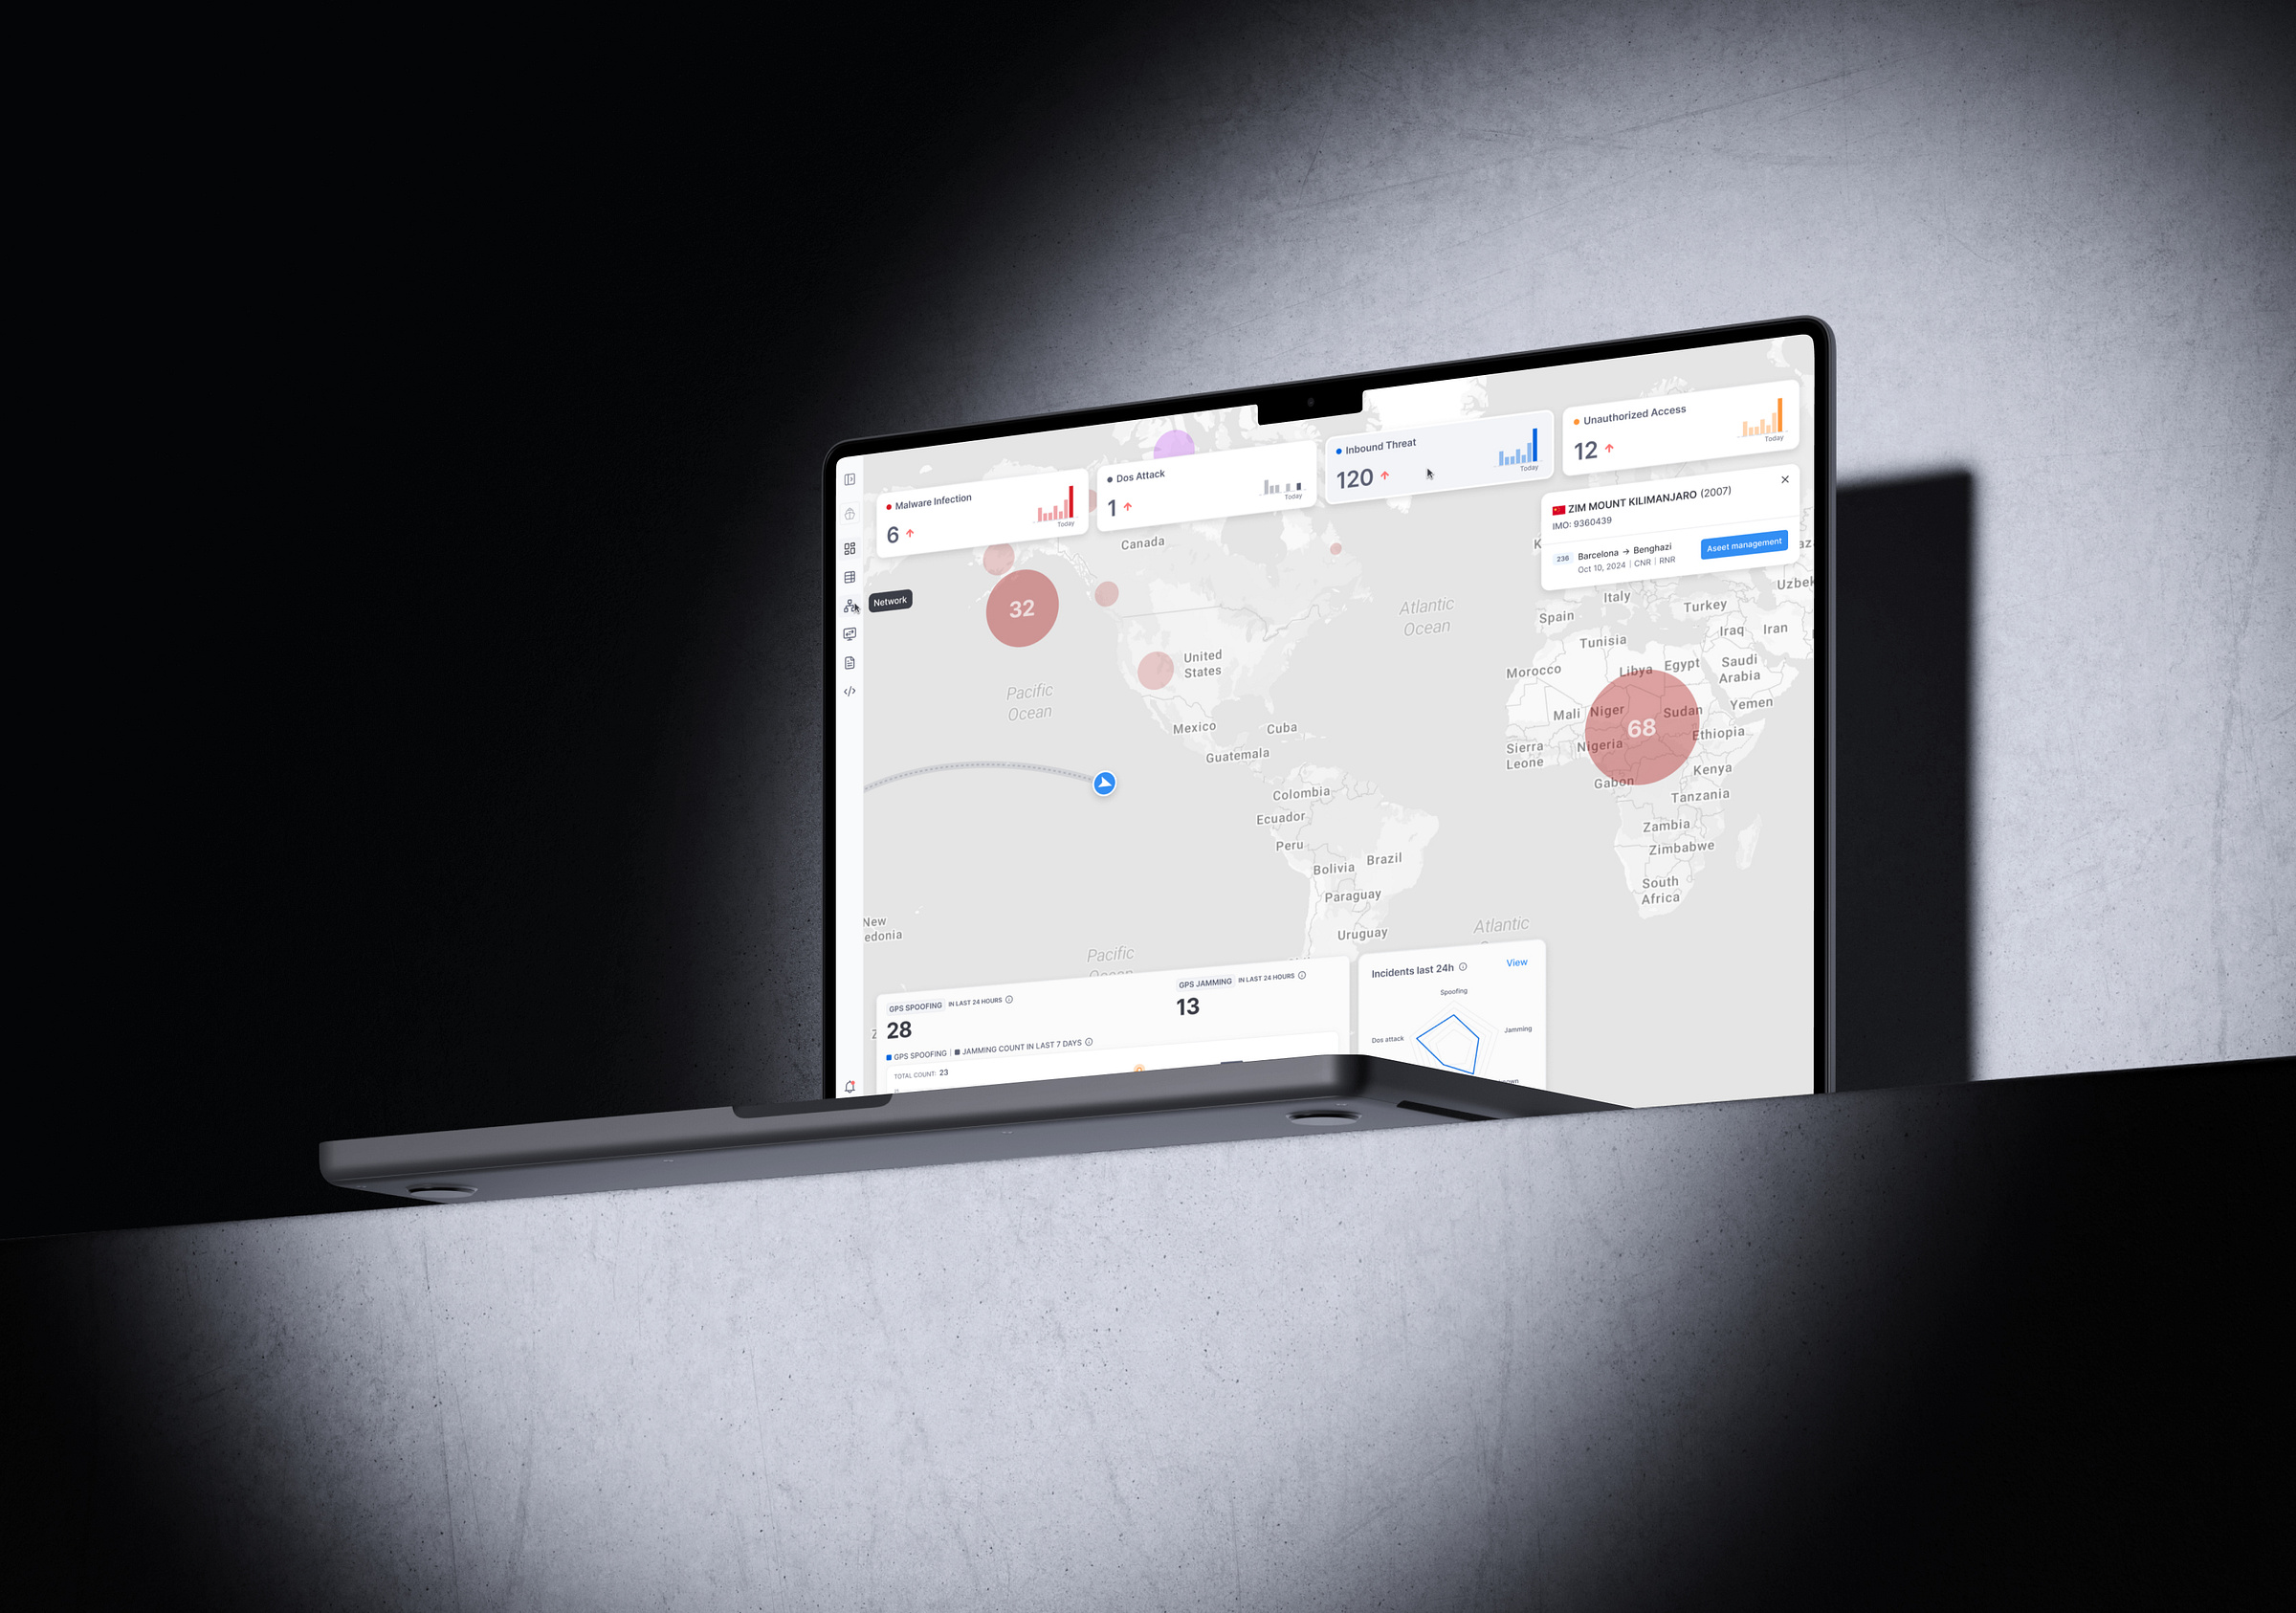 Malware Infection
6
Today
Dos Attack
1
Today
Inbound Threat
120
Today
Unauthorized Access
12
Today
ZIM MOUNT KILIMANJARO (2007)
IMO: 9360439
236
Barcelona → Benghazi
Oct 10, 2024 | CNR | RNR
Aseet management
Network
32
68
Canada
United
States
Mexico
Cuba
Guatemala
Colombia
Ecuador
Peru
Bolivia
Brazil
Paraguay
Uruguay
Pacific
Ocean
Atlantic
Ocean
Italy
Spain
Turkey
Uzbek
Tunisia
Iraq
Iran
Morocco
Libya
Egypt
Saudi
Arabia
Mali
Niger
Sudan
Yemen
Sierra
Leone
Nigeria
Ethiopia
Gabon
Kenya
Tanzania
Zambia
Zimbabwe
South
Africa
New
edonia
Pacific
Ocean
Atlantic
GPS SPOOFING IN LAST 24 HOURS
28
GPS JAMMING IN LAST 24 HOURS
13
GPS SPOOFING | JAMMING COUNT IN LAST 7 DAYS
TOTAL COUNT: 23
Incidents last 24h
View
Spoofing
Jamming
Dos attack